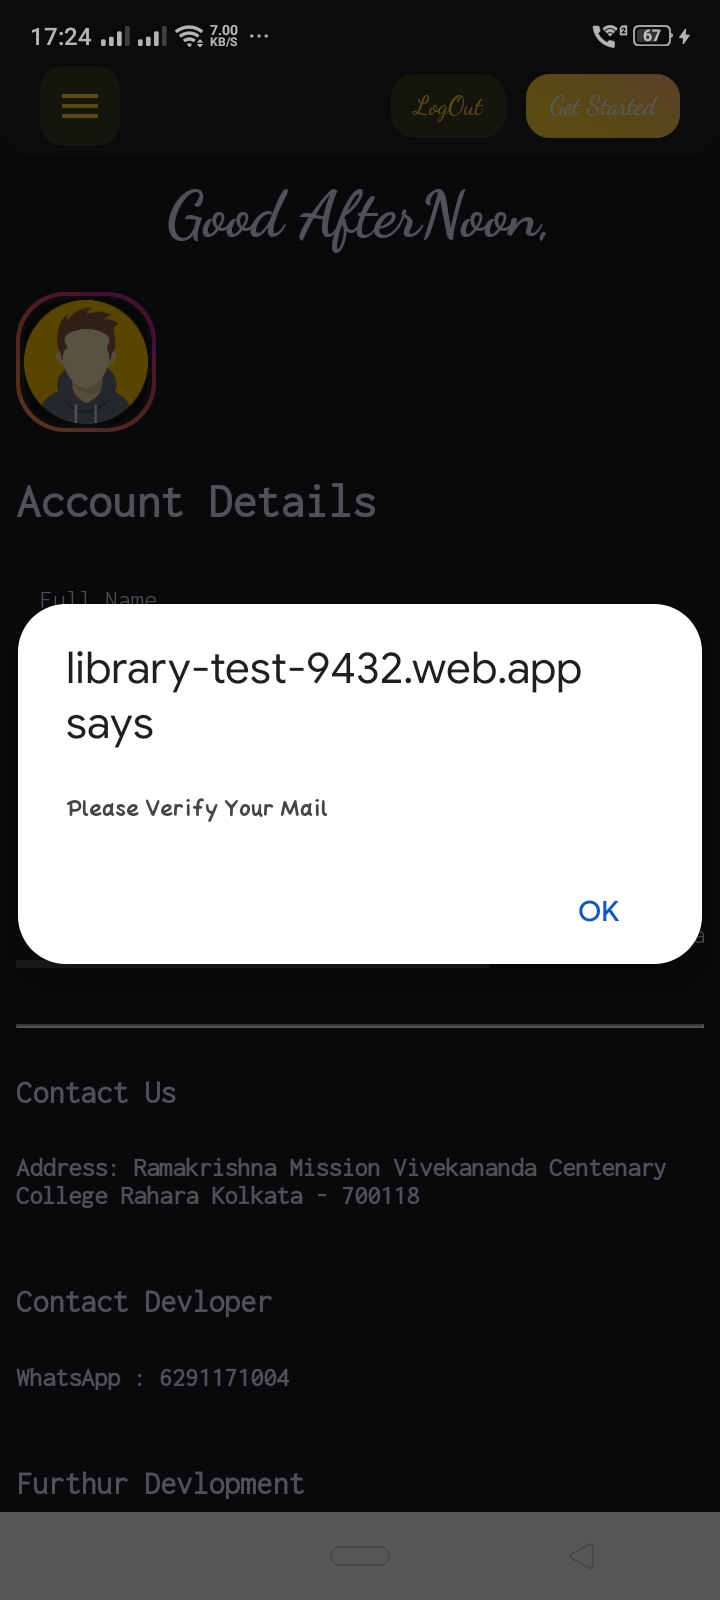 17:24 7.00 KB/S ... 2 67
LogOut Get Started
Good AfterNoon,
Account Details
Full Name
library-test-9432.web.app
says
Please Verify Your Mail
OK
a
Contact Us
Address: Ramakrishna Mission Vivekananda Centenary
College Rahara Kolkata - 700118
Contact Devloper
WhatsApp : 6291171004
Furthur Devlopment